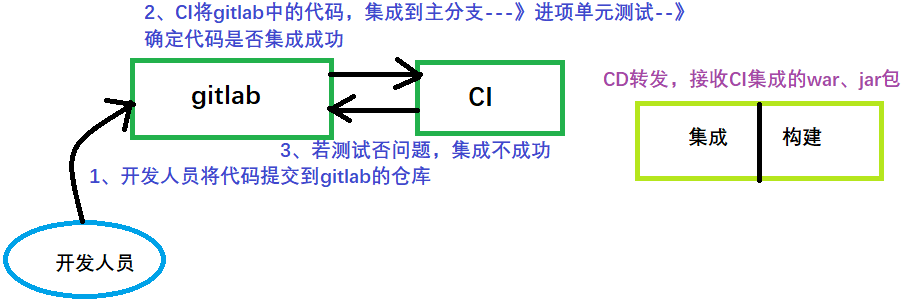 2、CI将gitlab中的代码，集成到主分支---》进项单元测试--》
确定代码是否集成成功
gitlab
CI
CD转发，接收CI集成的war、jar包
集成
构建
3、若测试否问题，集成不成功
1、开发人员将代码提交到gitlab的仓库
开发人员